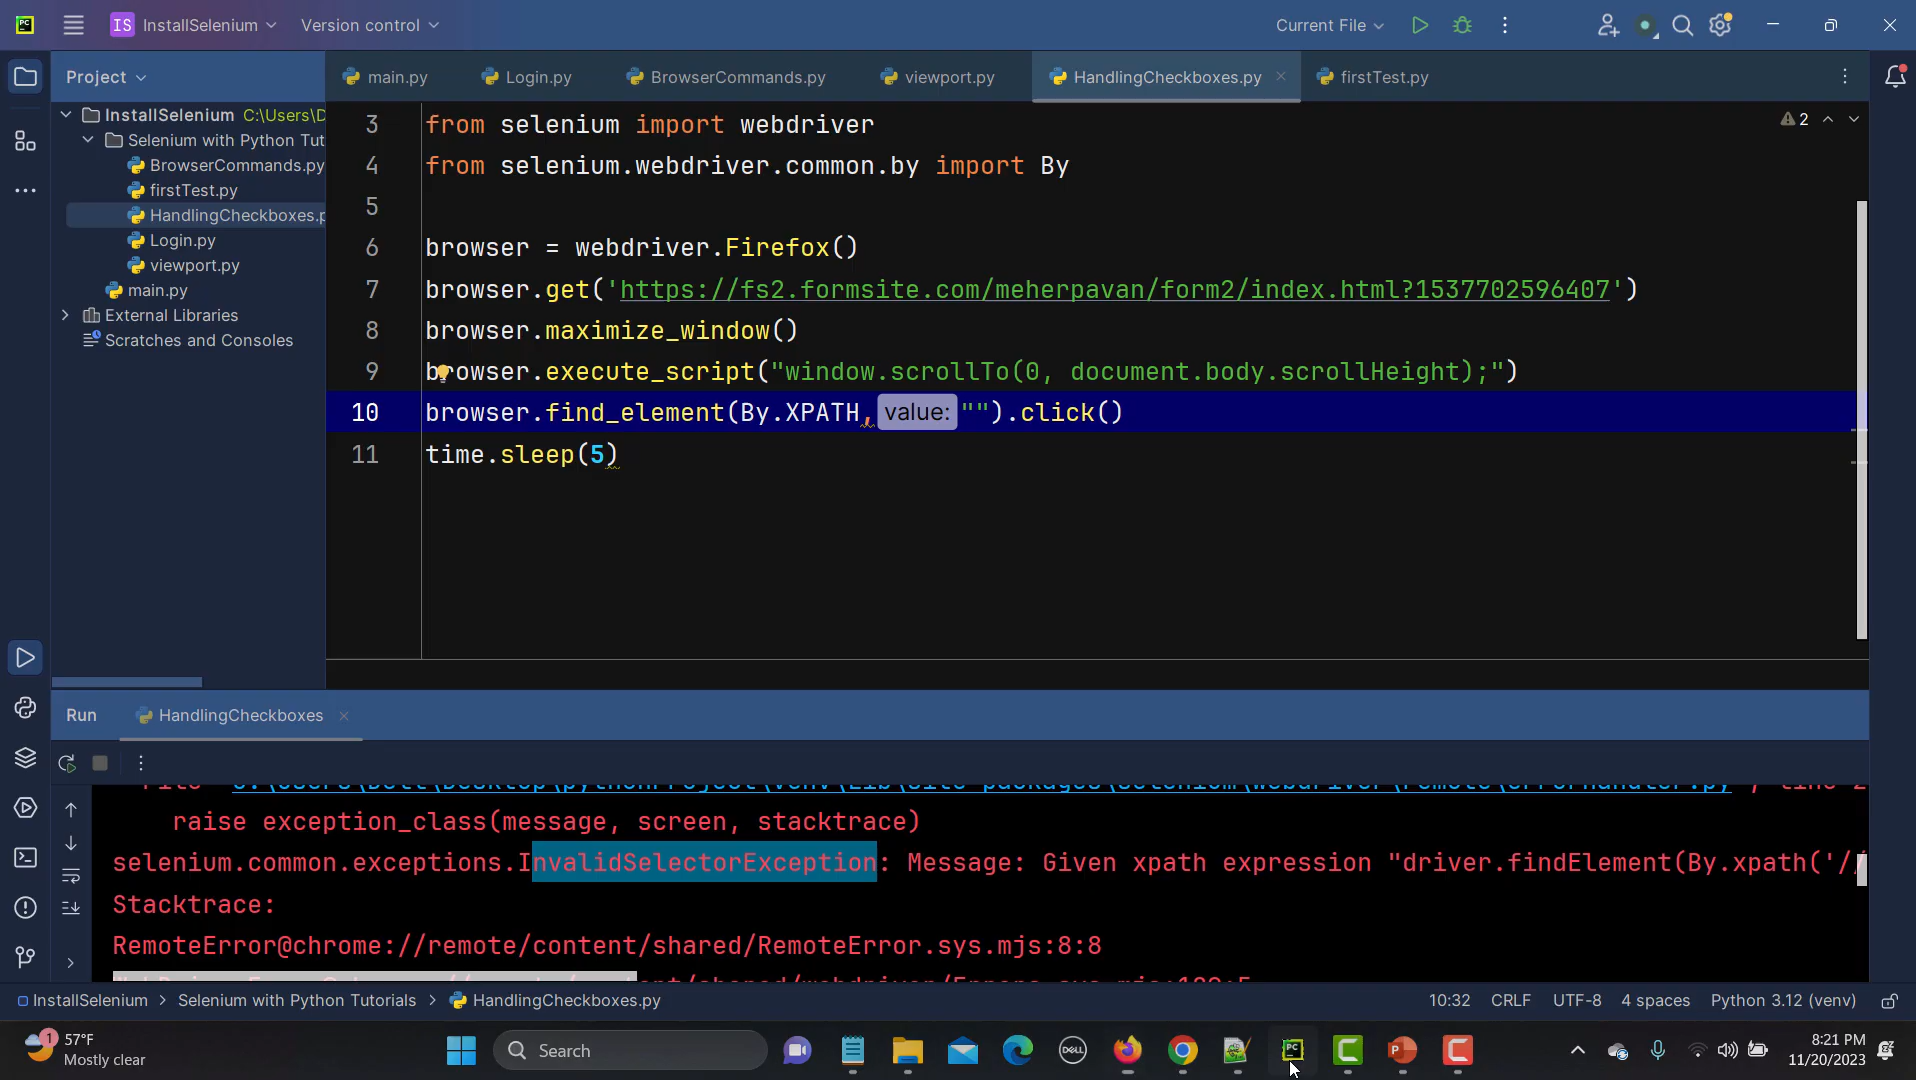 PC
IS InstallSelenium Version control Current File
Project main.py Login.py BrowserCommands.py viewport.py HandlingCheckboxes.py firstTest.py
InstallSelenium C:\Users\D
Selenium with Python Tut
BrowserCommands.py
firstTest.py
HandlingCheckboxes.p
Login.py
viewport.py
main.py
External Libraries
Scratches and Consoles
2
3 from selenium import webdriver
4 from selenium.webdriver.common.by import By
5
6 browser = webdriver.Firefox()
7 browser.get('https://fs2.formsite.com/meherpavan/form2/index.html?1537702596407')
8 browser.maximize_window()
9 browser.execute_script("window.scrollTo(0, document.body.scrollHeight);")
10 browser.find_element(By.XPATH, value: "").click()
11 time.sleep(5)
Run HandlingCheckboxes
raise exception_class(message, screen, stacktrace)
selenium.common.exceptions.InvalidSelectorException: Message: Given xpath expression "driver.findElement(By.xpath('//
Stacktrace:
RemoteError@chrome://remote/content/shared/RemoteError.sys.mjs:8:8
InstallSelenium > Selenium with Python Tutorials > HandlingCheckboxes.py 10:32 CRLF UTF-8 4 spaces Python 3.12 (venv)
1 57°F
Mostly clear
Search
DELL
PC
8:21 PM
11/20/2023